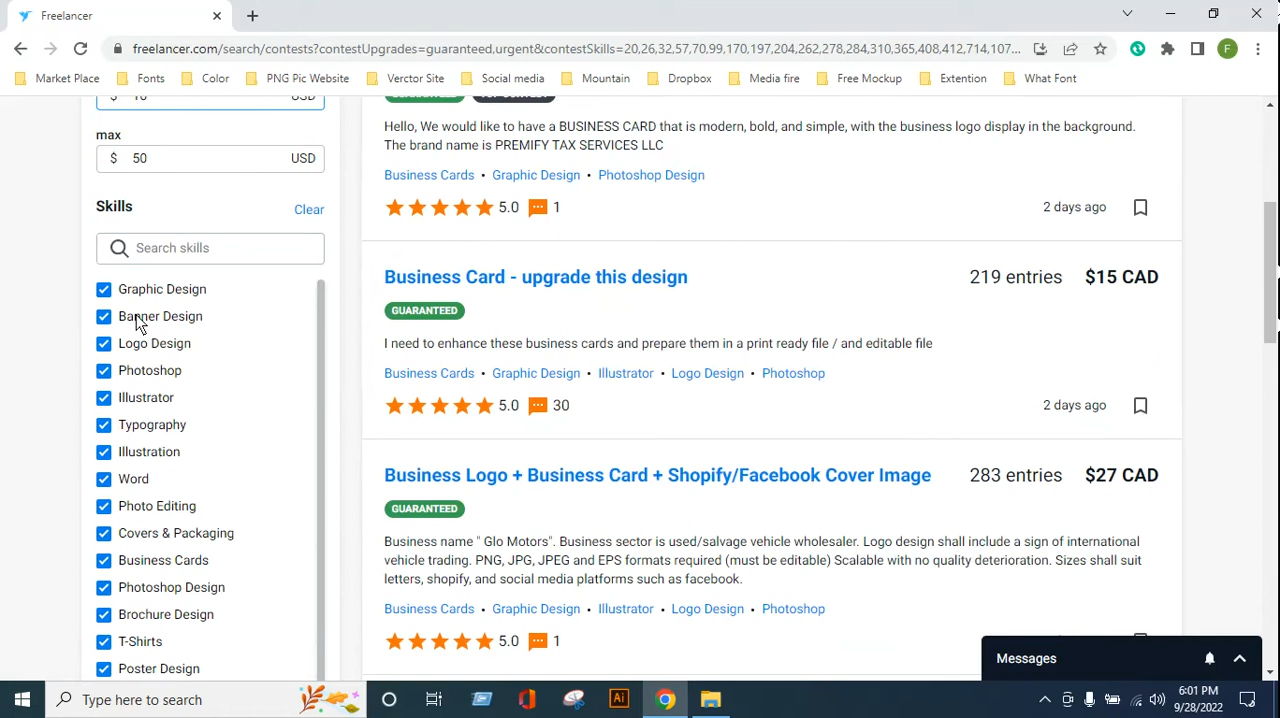 Freelancer
freelancer.com/search/contests?contestUpgrades=guaranteed,urgent&contestSkills=20,26,32,57,70,99,170,197,204,262,278,284,310,365,408,412,714,107...
F
Market Place Fonts Color PNG Pic Website Verctor Site Social media Mountain Dropbox Media fire Free Mockup Extention What Font
$ 10 USD
max
$ 50 USD
Skills Clear
Search skills
Graphic Design
Banner Design
Logo Design
Photoshop
Illustrator
Typography
Illustration
Word
Photo Editing
Covers & Packaging
Business Cards
Photoshop Design
Brochure Design
T-Shirts
Poster Design
GUARANTEED TOP CONTEST
Hello, We would like to have a BUSINESS CARD that is modern, bold, and simple, with the business logo display in the background.
The brand name is PREMIFY TAX SERVICES LLC
Business Cards • Graphic Design • Photoshop Design
5.0 1 2 days ago
Business Card - upgrade this design 219 entries $15 CAD
GUARANTEED
I need to enhance these business cards and prepare them in a print ready file / and editable file
Business Cards • Graphic Design • Illustrator • Logo Design • Photoshop
5.0 30 2 days ago
Business Logo + Business Card + Shopify/Facebook Cover Image 283 entries $27 CAD
GUARANTEED
Business name " Glo Motors". Business sector is used/salvage vehicle wholesaler. Logo design shall include a sign of international
vehicle trading. PNG, JPG, JPEG and EPS formats required (must be editable) Scalable with no quality deterioration. Sizes shall suit
letters, shopify, and social media platforms such as facebook.
Business Cards • Graphic Design • Illustrator • Logo Design • Photoshop
5.0 1
Messages
Type here to search
Ai
6:01 PM
9/28/2022